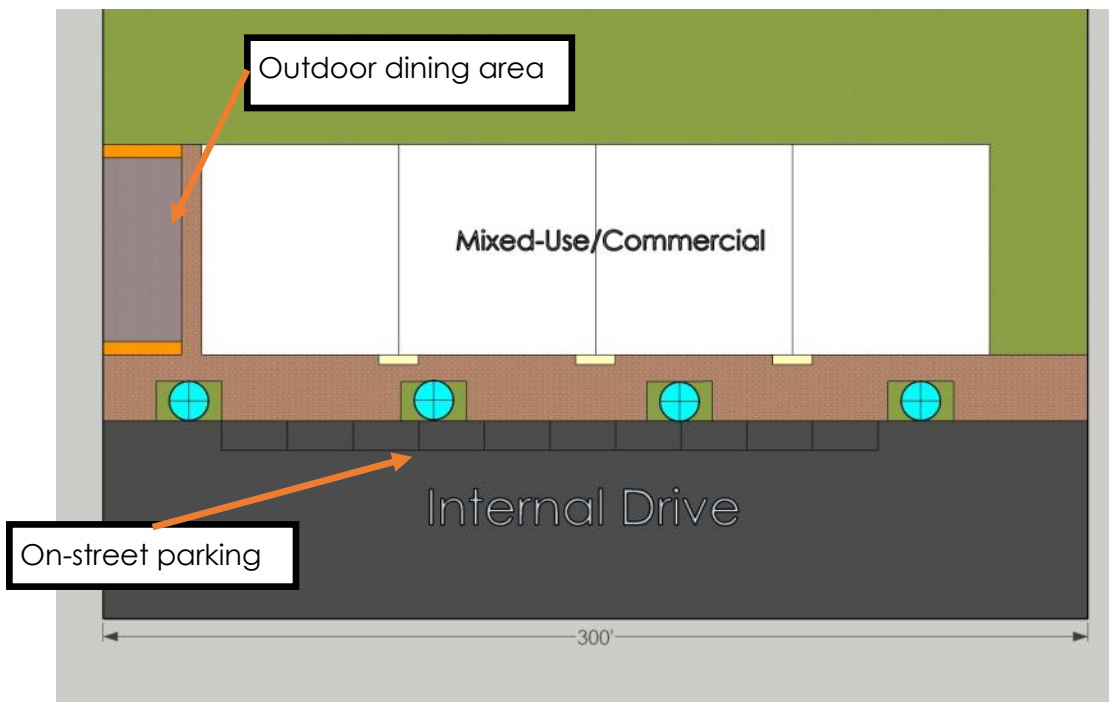 Outdoor dining area
Mixed-Use/Commercial
Internal Drive
On-street parking
300'